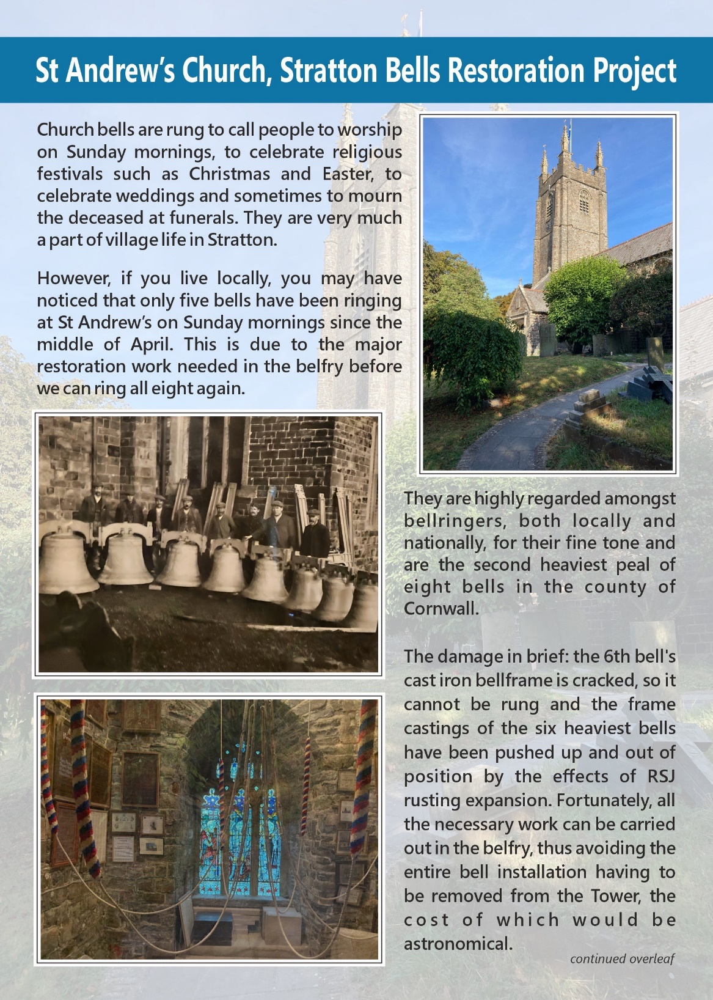 St Andrew’s Church, Stratton Bells Restoration Project
Church bells are rung to call people to worship
on Sunday mornings, to celebrate religious
festivals such as Christmas and Easter, to
celebrate weddings and sometimes to mourn
the deceased at funerals. They are very much
a part of village life in Stratton.
However, if you live locally, you may have
noticed that only five bells have been ringing
at St Andrew’s on Sunday mornings since the
middle of April. This is due to the major
restoration work needed in the belfry before
we can ring all eight again.
They are highly regarded amongst
bellringers, both locally and
nationally, for their fine tone and
are the second heaviest peal of
eight bells in the county of
Cornwall.
The damage in brief: the 6th bell's
cast iron bellframe is cracked, so it
cannot be rung and the frame
castings of the six heaviest bells
have been pushed up and out of
position by the effects of RSJ
rusting expansion. Fortunately, all
the necessary work can be carried
out in the belfry, thus avoiding the
entire bell installation having to
be removed from the Tower, the
cost of which would be
astronomical.
continued overleaf